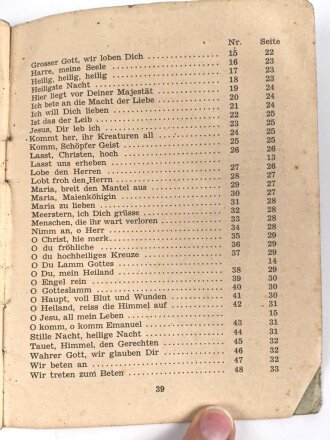 Nr. Seite
Grosser Gott, wir loben Dich 15 22
Harre, meine Seele 16 23
Heilig, heilig, heilig 17 23
Heiligste Nacht 18 23
Hier liegt vor Deiner Majestät 19 24
Ich bete an die Macht der Liebe 20 24
Ich will Dich lieben 21 24
Ist das der Leib 22 25
Jesus, Dir leb ich 23 25
Kommt her, ihr Kreaturen all 24 25
Komm, Schöpfer Geist 25 26
Lasst, Christen, hoch 26 26
Lasst uns erheben 13
Lobe den Herren 27 26
Lobt froh den Herrn 28 27
Maria, breit den Mantel aus 29 27
Maria, Maienköhigin 30 27
Maria zu lieben 31 28
Meerstern, ich Dich grüsse 32 28
Menschen, die ihr wart verloren 33 28
Nimm an, o Herr 34 28
O Christ, hie merk 35 29
O du fröhliche 36 29
O du hochheiliges Kreuze 37 29
O Du Lamm Gottes 14
O Du, mein Heiland 38 29
O Engel rein 39 30
O Gotteslamm 40 30
O Haupt, voll Blut und Wunden 41 30
O Heiland, reiss die Himmel auf 42 31
O Jesu, all mein Leben 15
O komm, o komm Emanuel 43 31
Stille Nacht, heilige Nacht 44 31
Tauet, Himmel, den Gerechten 45 32
Wahrer Gott, wir glauben Dir 46 32
Wir beten an 47 32
Wir treten zum Beten 48 33
39